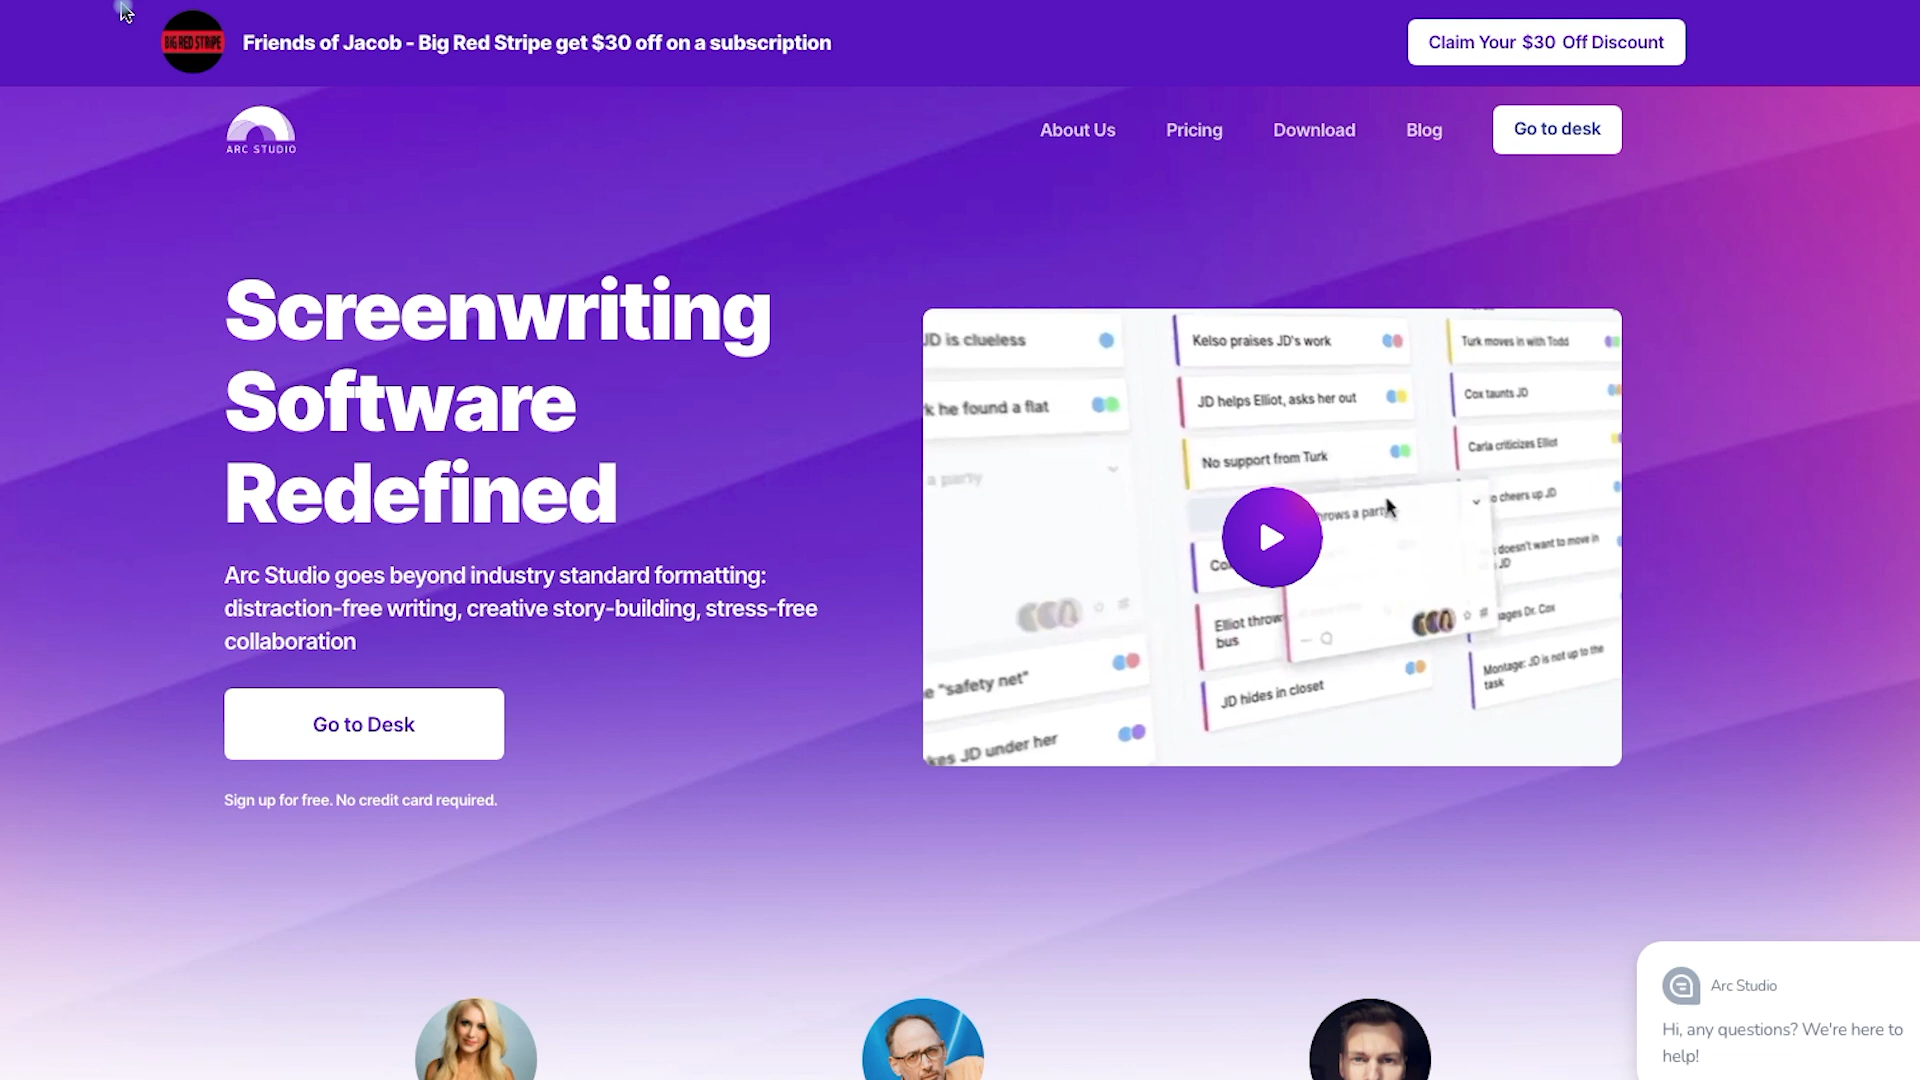 BIG RED STRIPE
Friends of Jacob - Big Red Stripe get $30 off on a subscription
Claim Your $30 Off Discount
ARC STUDIO
About Us
Pricing
Download
Blog
Go to desk
Screenwriting
Software
Redefined
Arc Studio goes beyond industry standard formatting:
distraction-free writing, creative story-building, stress-free
collaboration
Go to Desk
Sign up for free. No credit card required.
JD is clueless
he found a flat
a party
"safety net"
JD under her
Kelso praises JD's work
JD helps Elliot, asks her out
No support from Turk
throws a party
Elliot throw
bus
JD hides in closet
Turk moves in with Todd
Cox taunts JD
Carla criticizes Elliot
cheers up JD
doesn't want to move in
JD
Dr. Cox
Montage: JD is not up to the
task
Arc Studio
Hi, any questions? We're here to
help!